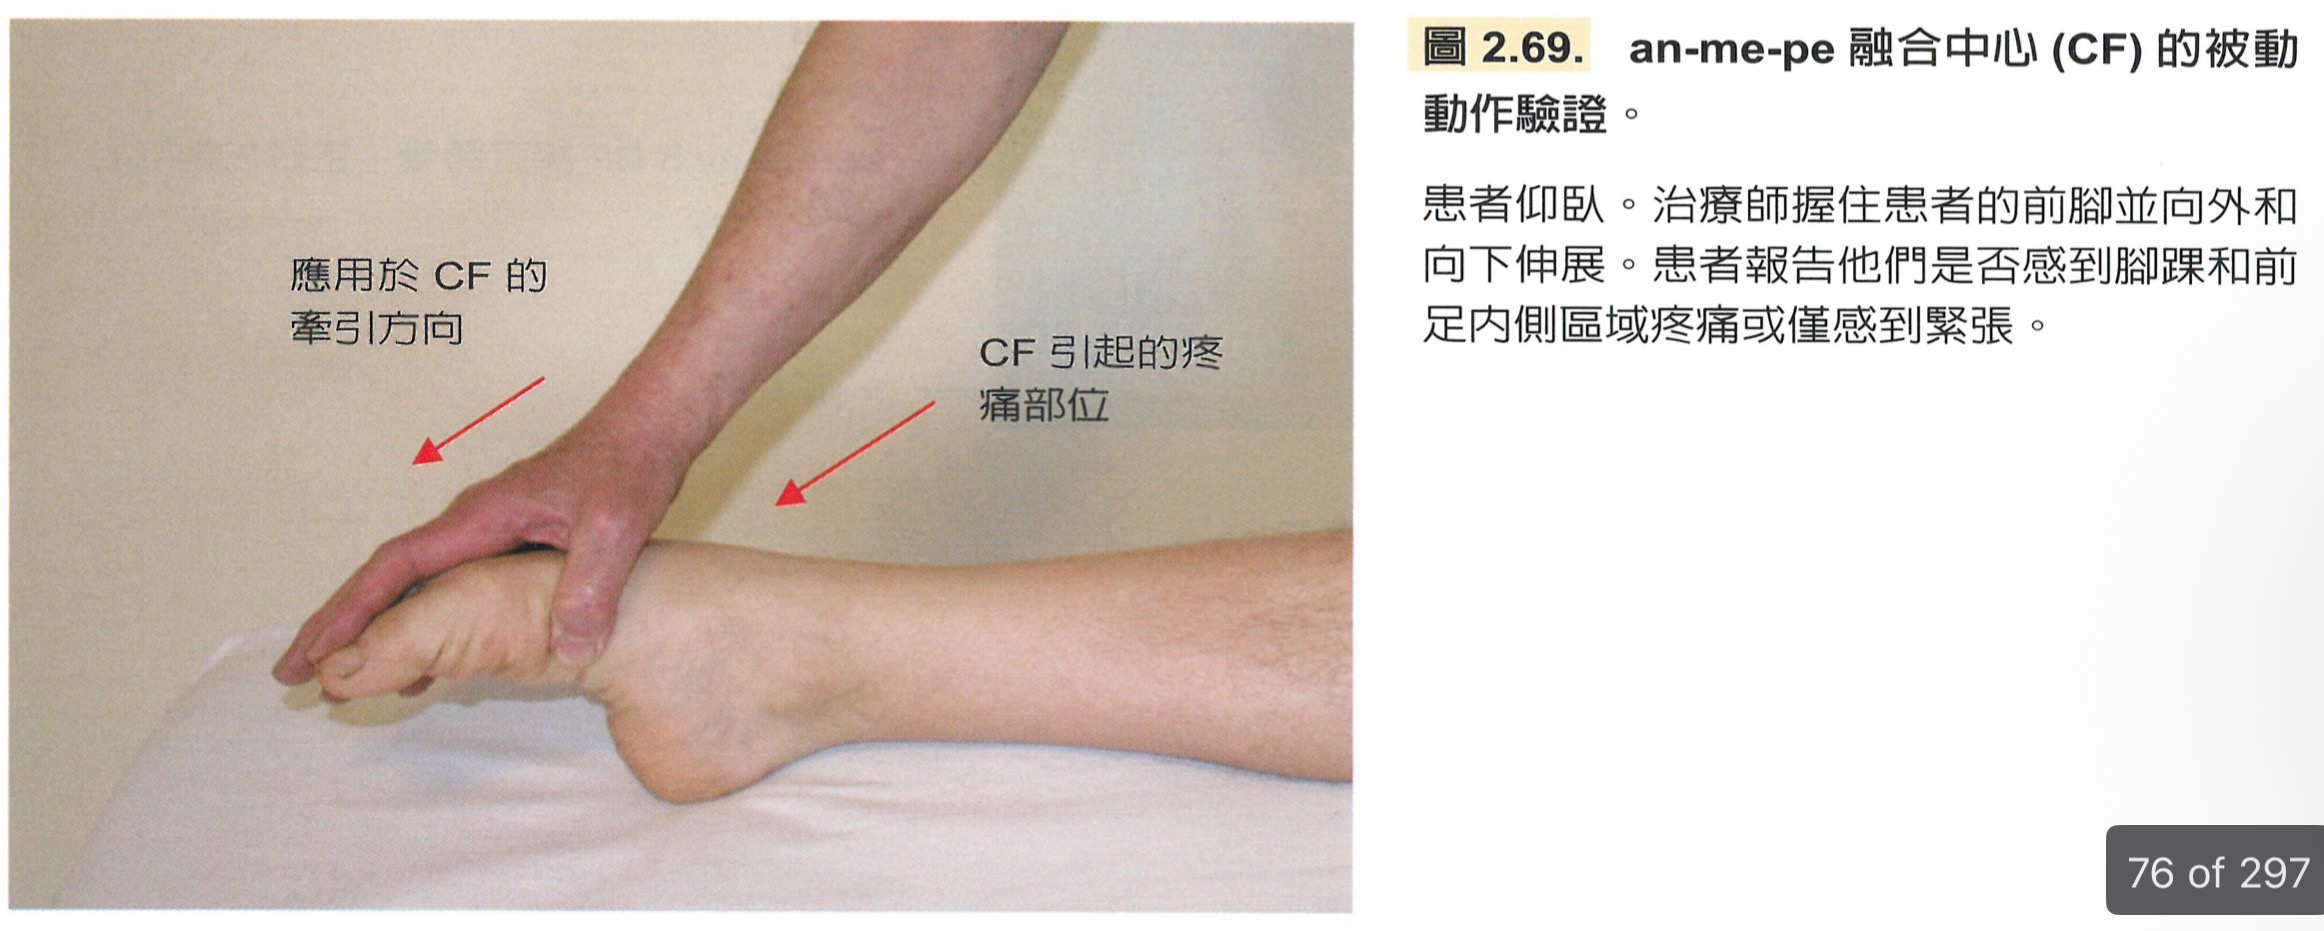 應用於 CF 的
牽引方向
CF 引起的疼
痛部位
圖 2.69. an-me-pe 融合中心 (CF) 的被動
動作驗證。
患者仰臥。治療師握住患者的前腳並向外和
向下伸展。患者報告他們是否感到腳踝和前
足內側區域疼痛或僅感到緊張。
76 of 297